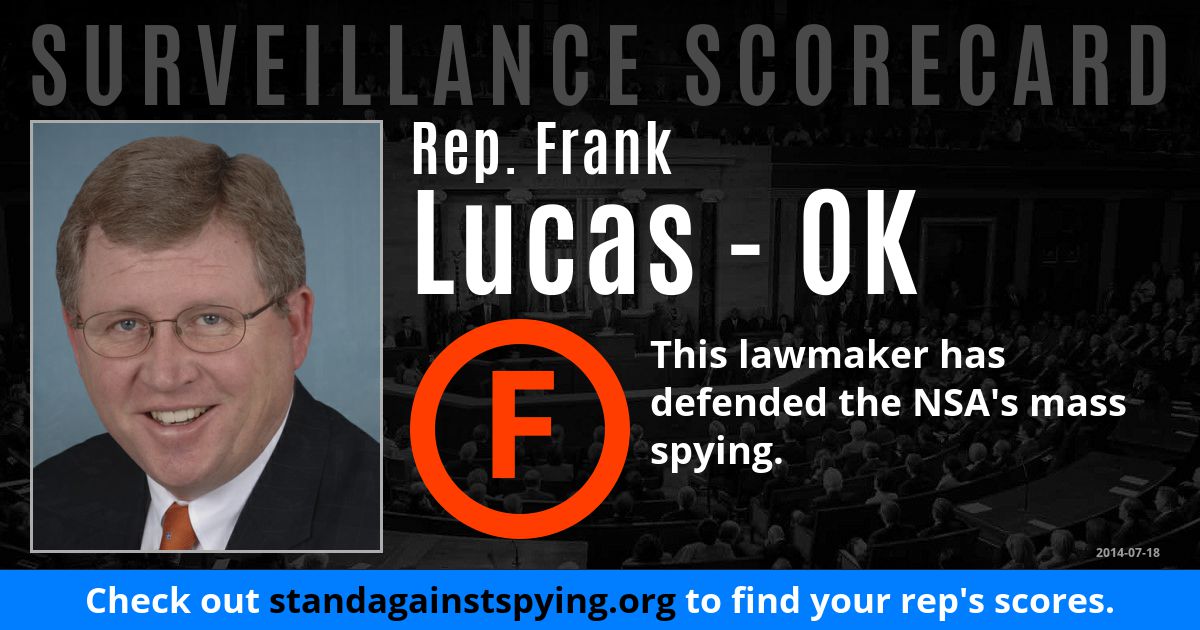 SURVEILLANCE SCORECARD
Rep. Frank
Lucas - OK
F
This lawmaker has
defended the NSA's mass
spying.
2014-07-18
Check out standagainstspying.org to find your rep's scores.